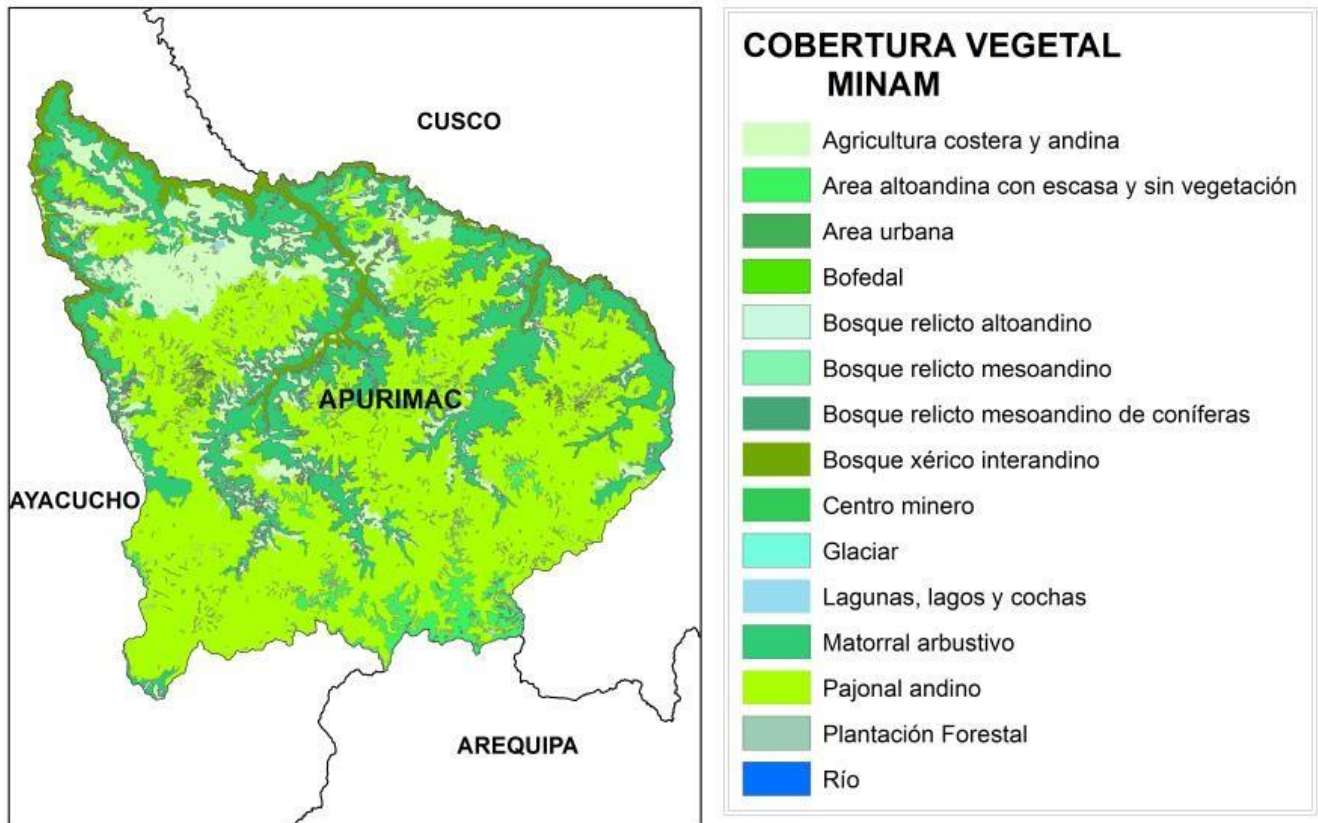 CUSCO
APURIMAC
AYACUCHO
AREQUIPA
COBERTURA VEGETAL
MINAM
Agricultura costera y andina
Area altoandina con escasa y sin vegetación
Area urbana
Bofedal
Bosque relicto altoandino
Bosque relicto mesoandino
Bosque relicto mesoandino de coníferas
Bosque xérico interandino
Centro minero
Glaciar
Lagunas, lagos y cochas
Matorral arbustivo
Pajonal andino
Plantación Forestal
Río